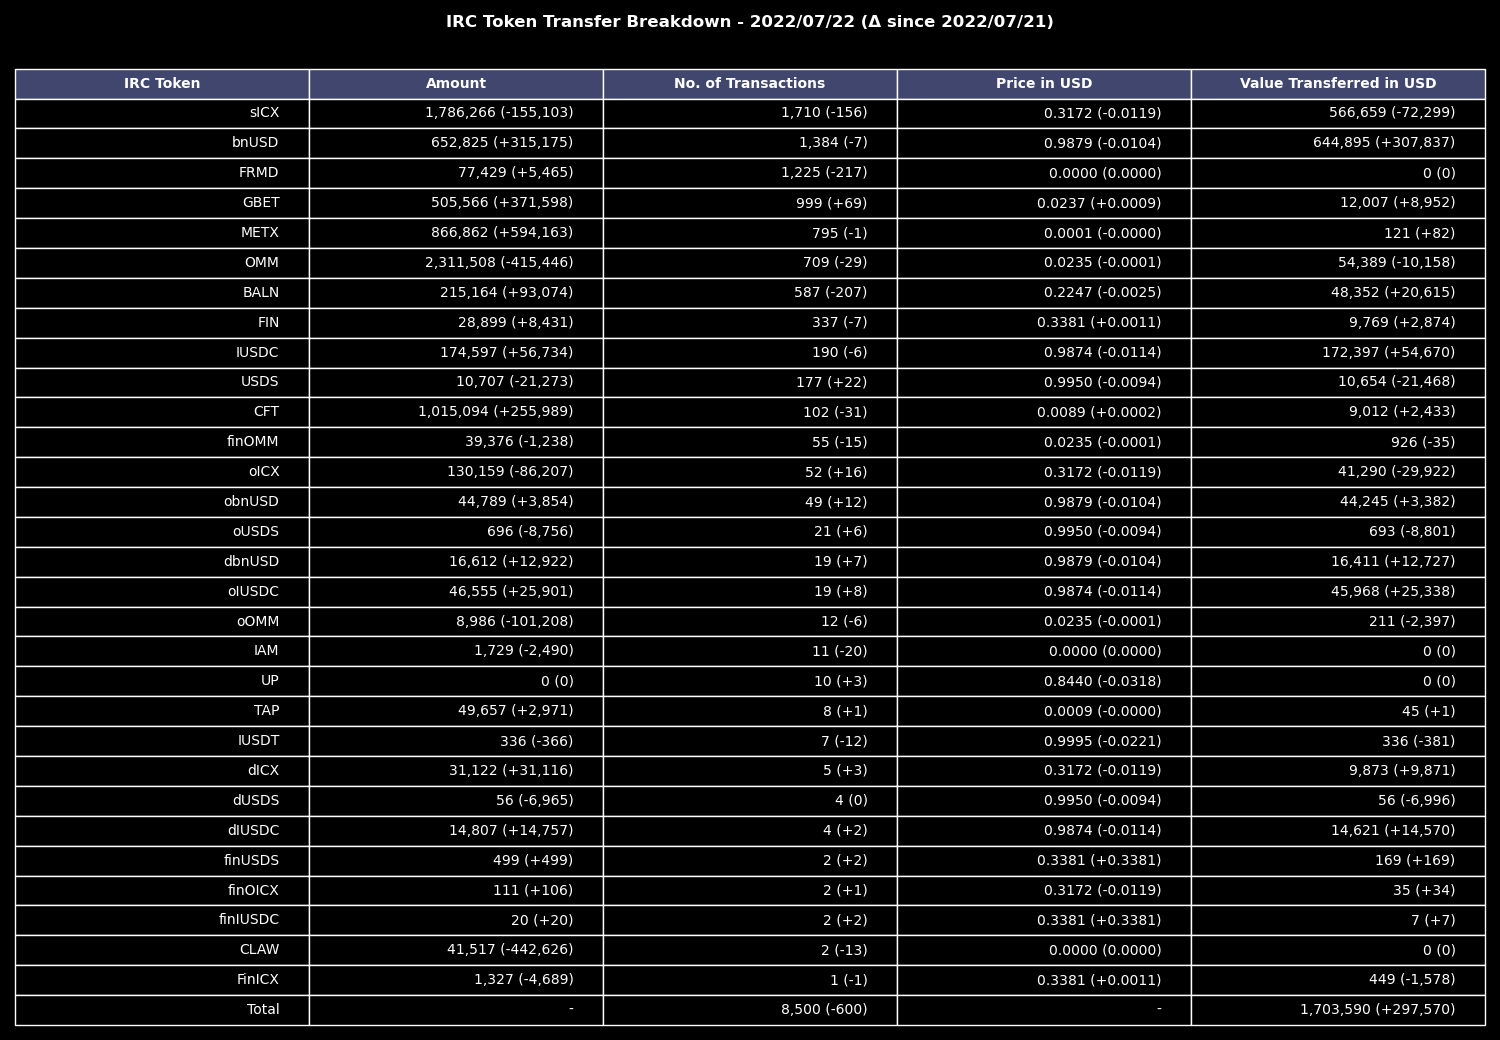 IRC Token Transfer Breakdown - 2022/07/22 (Δ since 2022/07/21)
IRC Token Amount No. of Transactions Price in USD Value Transferred in USD
sICX 1,786,266 (-155,103) 1,710 (-156) 0.3172 (-0.0119) 566,659 (-72,299)
bnUSD 652,825 (+315,175) 1,384 (-7) 0.9879 (-0.0104) 644,895 (+307,837)
FRMD 77,429 (+5,465) 1,225 (-217) 0.0000 (0.0000) 0 (0)
GBET 505,566 (+371,598) 999 (+69) 0.0237 (+0.0009) 12,007 (+8,952)
METX 866,862 (+594,163) 795 (-1) 0.0001 (-0.0000) 121 (+82)
OMM 2,311,508 (-415,446) 709 (-29) 0.0235 (-0.0001) 54,389 (-10,158)
BALN 215,164 (+93,074) 587 (-207) 0.2247 (-0.0025) 48,352 (+20,615)
FIN 28,899 (+8,431) 337 (-7) 0.3381 (+0.0011) 9,769 (+2,874)
IUSDC 174,597 (+56,734) 190 (-6) 0.9874 (-0.0114) 172,397 (+54,670)
USDS 10,707 (-21,273) 177 (+22) 0.9950 (-0.0094) 10,654 (-21,468)
CFT 1,015,094 (+255,989) 102 (-31) 0.0089 (+0.0002) 9,012 (+2,433)
finOMM 39,376 (-1,238) 55 (-15) 0.0235 (-0.0001) 926 (-35)
oICX 130,159 (-86,207) 52 (+16) 0.3172 (-0.0119) 41,290 (-29,922)
obnUSD 44,789 (+3,854) 49 (+12) 0.9879 (-0.0104) 44,245 (+3,382)
oUSDS 696 (-8,756) 21 (+6) 0.9950 (-0.0094) 693 (-8,801)
dbnUSD 16,612 (+12,922) 19 (+7) 0.9879 (-0.0104) 16,411 (+12,727)
oIUSDC 46,555 (+25,901) 19 (+8) 0.9874 (-0.0114) 45,968 (+25,338)
oOMM 8,986 (-101,208) 12 (-6) 0.0235 (-0.0001) 211 (-2,397)
IAM 1,729 (-2,490) 11 (-20) 0.0000 (0.0000) 0 (0)
UP 0 (0) 10 (+3) 0.8440 (-0.0318) 0 (0)
TAP 49,657 (+2,971) 8 (+1) 0.0009 (-0.0000) 45 (+1)
IUSDT 336 (-366) 7 (-12) 0.9995 (-0.0221) 336 (-381)
dICX 31,122 (+31,116) 5 (+3) 0.3172 (-0.0119) 9,873 (+9,871)
dUSDS 56 (-6,965) 4 (0) 0.9950 (-0.0094) 56 (-6,996)
dIUSDC 14,807 (+14,757) 4 (+2) 0.9874 (-0.0114) 14,621 (+14,570)
finUSDS 499 (+499) 2 (+2) 0.3381 (+0.3381) 169 (+169)
finOICX 111 (+106) 2 (+1) 0.3172 (-0.0119) 35 (+34)
finIUSDC 20 (+20) 2 (+2) 0.3381 (+0.3381) 7 (+7)
CLAW 41,517 (-442,626) 2 (-13) 0.0000 (0.0000) 0 (0)
FinICX 1,327 (-4,689) 1 (-1) 0.3381 (+0.0011) 449 (-1,578)
Total - 8,500 (-600) - 1,703,590 (+297,570)